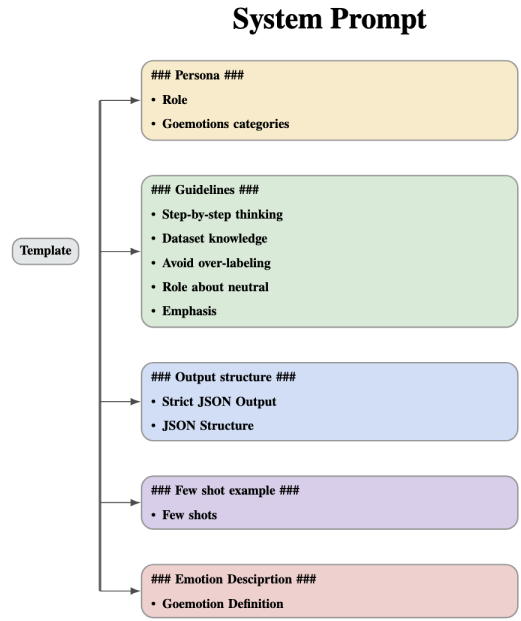 System Prompt
### Persona ###
• Role
• Goemotions categories
### Guidelines ###
• Step-by-step thinking
• Dataset knowledge
Template
• Avoid over-labeling
• Role about neutral
• Emphasis
### Output structure ###
• Strict JSON Output
• JSON Structure
### Few shot example ###
• Few shots
### Emotion Desciprtion ###
• Goemotion Definition